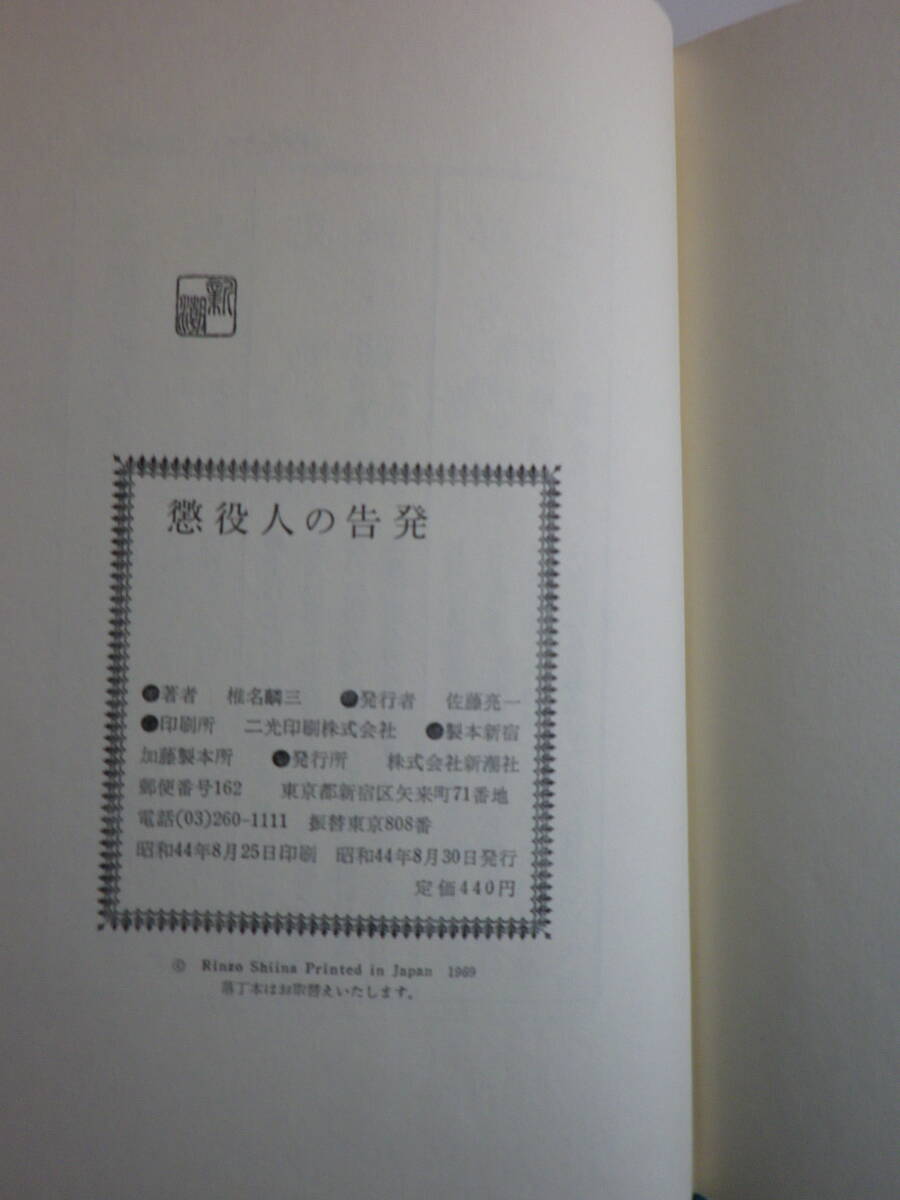 新潮
懲役人の告発
●著者 椎名麟三 ●発行者 佐藤亮一
●印刷所 二光印刷株式会社 ●製本新宿
加藤製本所 ●発行所 株式会社新潮社
郵便番号162 東京都新宿区矢来町71番地
電話(03)260-1111 振替東京808番
昭和44年8月25日印刷 昭和44年8月30日発行
定価440円
© Rinzo Shiina Printed in Japan 1969
落丁本はお取替えいたします。